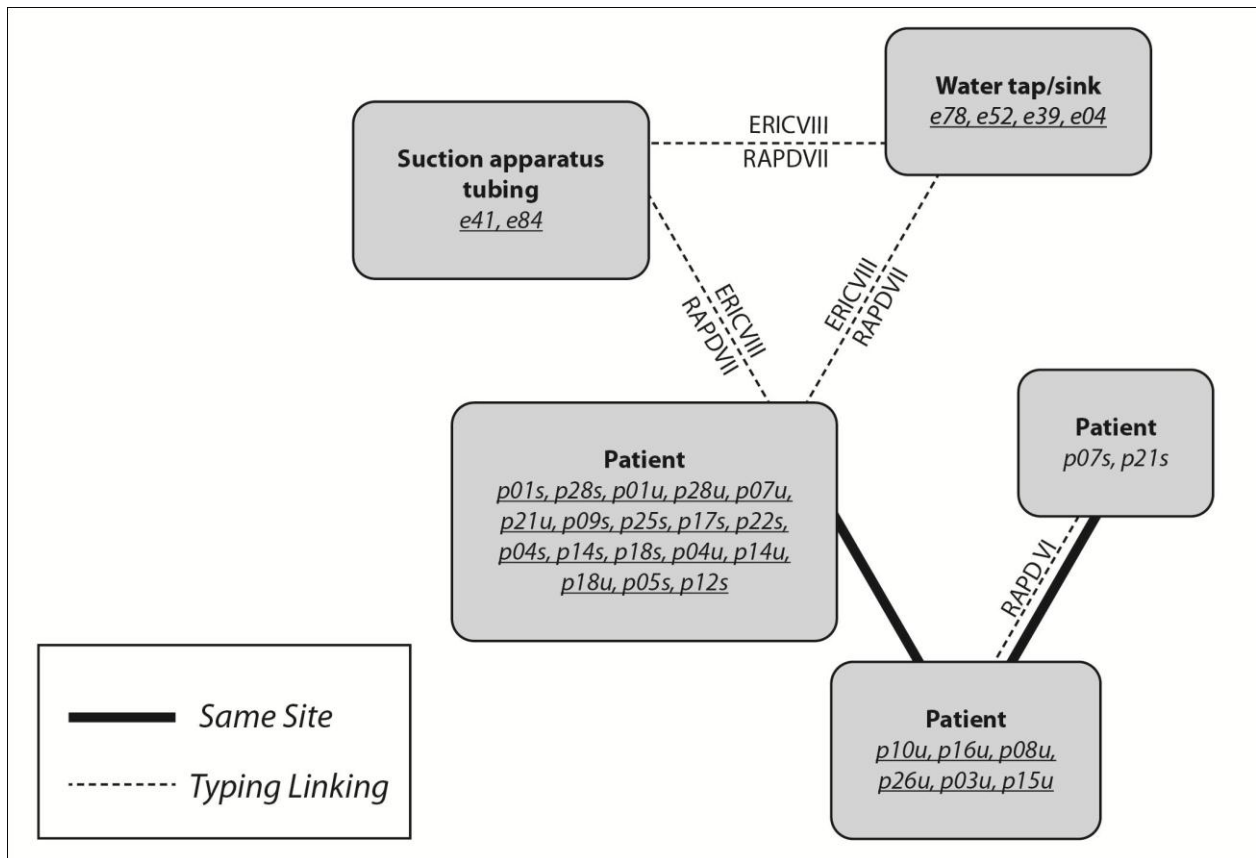 Water tap/sink
e78, e52, e39, e04
Suction apparatus
tubing
e41, e84
ERICVIII
RAPDVII
ERICVIII
RAPDVII
ERICVIII
RAPDVII
Patient
p01s, p28s, p01u, p28u, p07u,
p21u, p09s, p25s, p17s, p22s,
p04s, p14s, p18s, p04u, p14u,
p18u, p05s, p12s
Patient
p07s, p21s
RAPD VI
Patient
p10u, p16u, p08u,
p26u, p03u, p15u
Same Site
Typing Linking